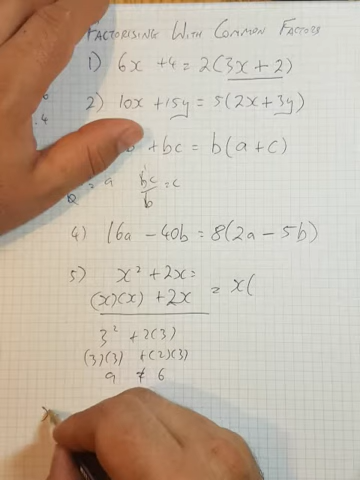 FACTORISING WITH COMMON FACTORS
1) 6x + 4 = 2(3x + 2)
2) 10x + 15y = 5(2x + 3y)
b + bc = b(a + c)
= a bc/b = c
4) 16a - 40b = 8(2a - 5b)
5) x² + 2x =
(x)(x) + 2x = x(
3² + 2(3)
(3)(3) + (2)(3)
9 + 6